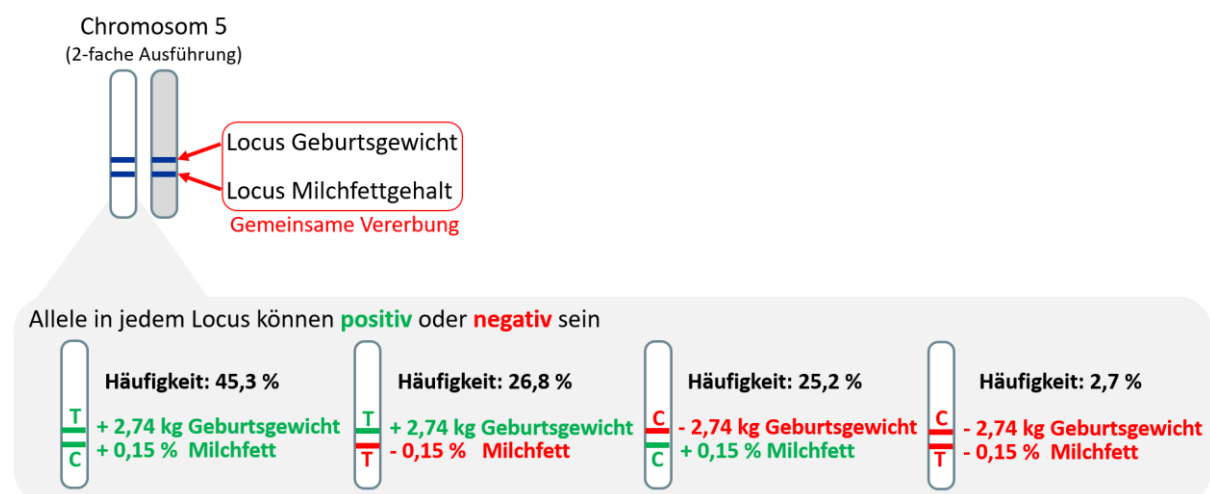 Chromosom 5
(2-fache Ausführung)
Locus Geburtsgewicht
Locus Milchfettgehalt
Gemeinsame Vererbung
Allele in jedem Locus können positiv oder negativ sein
Häufigkeit: 45,3 %
T
+ 2,74 kg Geburtsgewicht
+ 0,15 % Milchfett
C
Häufigkeit: 26,8 %
T
+ 2,74 kg Geburtsgewicht
- 0,15 % Milchfett
T
Häufigkeit: 25,2 %
C
- 2,74 kg Geburtsgewicht
+ 0,15 % Milchfett
C
Häufigkeit: 2,7 %
C
- 2,74 kg Geburtsgewicht
- 0,15 % Milchfett
T